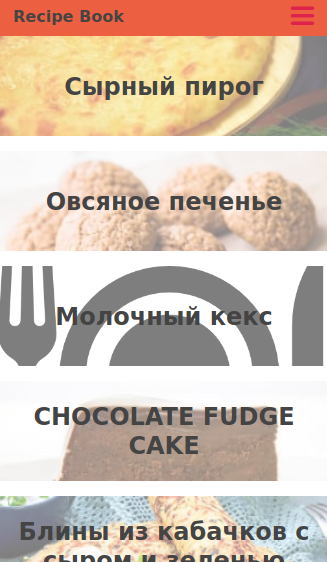 Recipe Book
Сырный пирог
Овсяное печенье
Молочный кекс
CHOCOLATE FUDGE
CAKE
Блины из кабачков с
сыром и зеленью